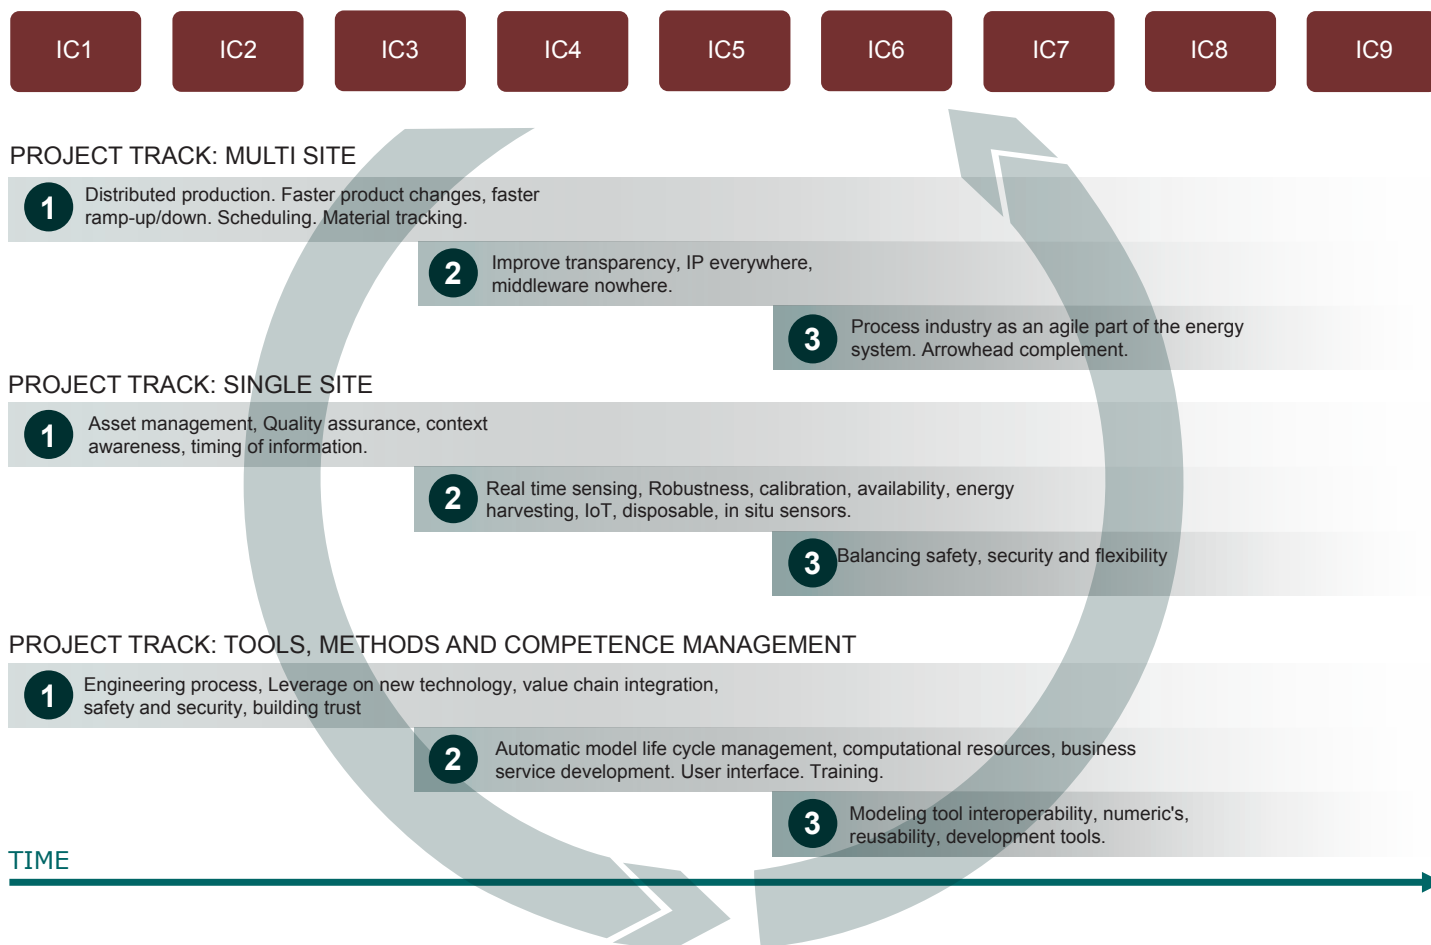 IC1 IC2 IC3 IC4 IC5 IC6 IC7 IC8 IC9
PROJECT TRACK: MULTI SITE
1 Distributed production. Faster product changes, faster
ramp-up/down. Scheduling. Material tracking.
2 Improve transparency, IP everywhere,
middleware nowhere.
3 Process industry as an agile part of the energy
system. Arrowhead complement.
PROJECT TRACK: SINGLE SITE
1 Asset management, Quality assurance, context
awareness, timing of information.
2 Real time sensing, Robustness, calibration, availability, energy
harvesting, IoT, disposable, in situ sensors.
3 Balancing safety, security and flexibility
PROJECT TRACK: TOOLS, METHODS AND COMPETENCE MANAGEMENT
1 Engineering process, Leverage on new technology, value chain integration,
safety and security, building trust
2 Automatic model life cycle management, computational resources, business
service development. User interface. Training.
3 Modeling tool interoperability, numeric's,
reusability, development tools.
TIME